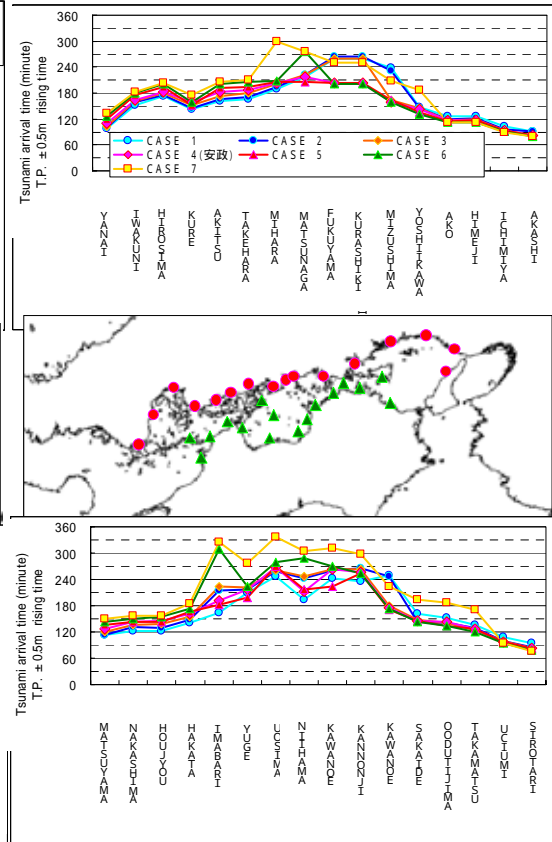 Tsunami arrival time (minute)
T.P. ±0.5m rising time
360
300
240
180
120
60
0
CASE 1
CASE 2
CASE 3
CASE 4(安政)
CASE 5
CASE 6
CASE 7
YANAI
IWAKUNI
HIROSIMA
KURE
AKITSU
TAKEHARA
MIHARA
MATSUNAGA
FUKUYAMA
KURASHIKI
MIZUSHIMA
YOSHITKAWA
AKO
HIMEJI
ICHIMIYA
AKASHI
Tsunami arrival time (minute)
T.P. ±0.5m rising time
360
300
240
180
120
60
0
MATSUYAMA
NAKASHIMA
HOUJYOU
HAKATA
IMABARI
YUGE
UOSIMA
NIIHAMA
KAWANOE
KANNONJI
KAWANOE
SAKAIDE
OODUTIJIMA
TAKAMATSU
UCIUMI
SIROTARI